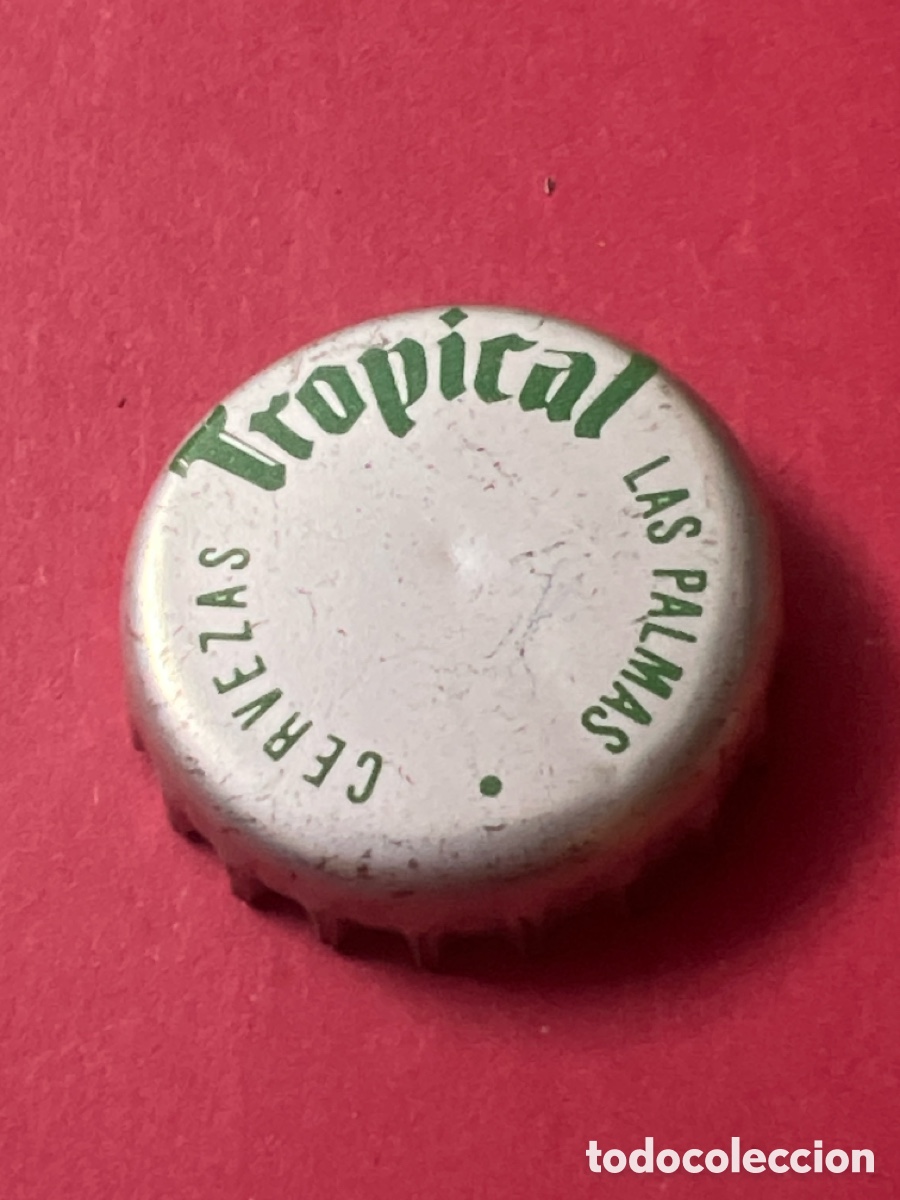 CERVEZAS
Tropical
LAS PALMAS
•
todocoleccion